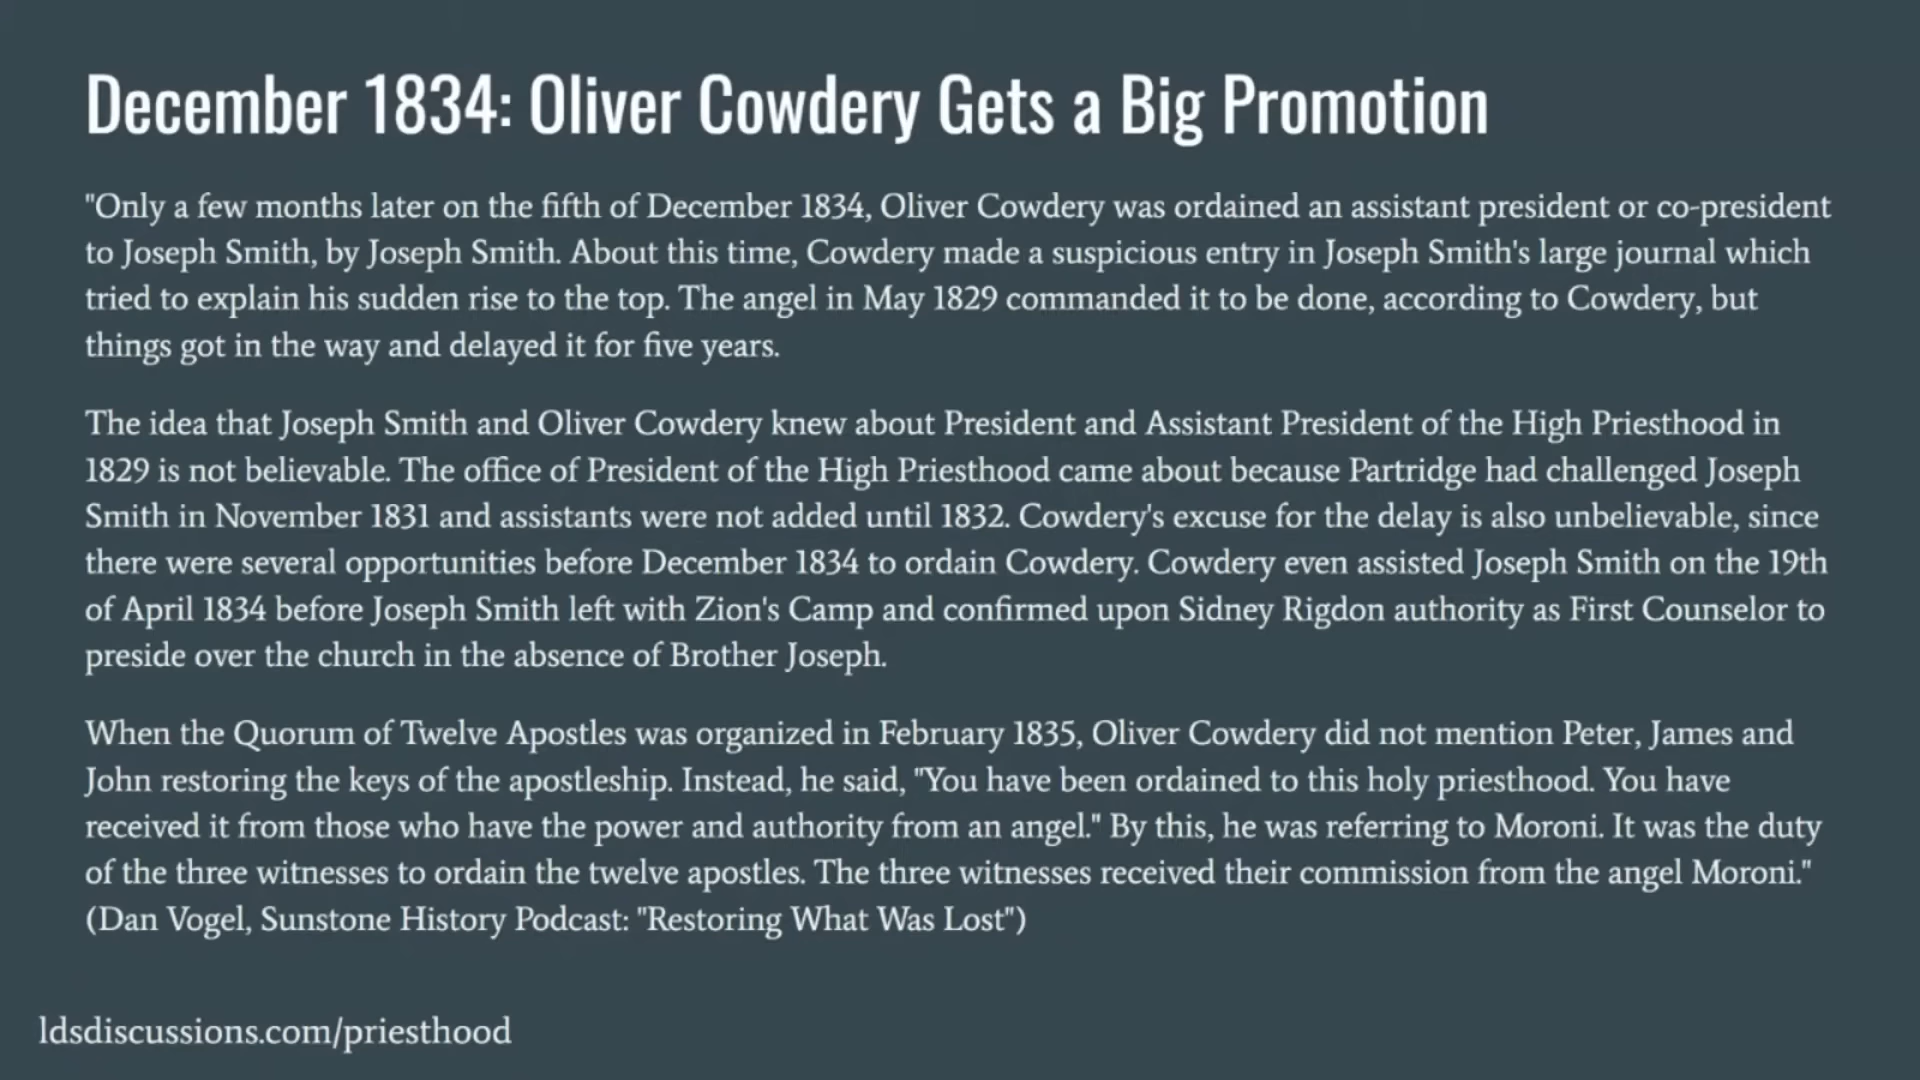 December 1834: Oliver Cowdery Gets a Big Promotion
"Only a few months later on the fifth of December 1834, Oliver Cowdery was ordained an assistant president or co-president
to Joseph Smith, by Joseph Smith. About this time, Cowdery made a suspicious entry in Joseph Smith's large journal which
tried to explain his sudden rise to the top. The angel in May 1829 commanded it to be done, according to Cowdery, but
things got in the way and delayed it for five years.
The idea that Joseph Smith and Oliver Cowdery knew about President and Assistant President of the High Priesthood in
1829 is not believable. The office of President of the High Priesthood came about because Partridge had challenged Joseph
Smith in November 1831 and assistants were not added until 1832. Cowdery's excuse for the delay is also unbelievable, since
there were several opportunities before December 1834 to ordain Cowdery. Cowdery even assisted Joseph Smith on the 19th
of April 1834 before Joseph Smith left with Zion's Camp and confirmed upon Sidney Rigdon authority as First Counselor to
preside over the church in the absence of Brother Joseph.
When the Quorum of Twelve Apostles was organized in February 1835, Oliver Cowdery did not mention Peter, James and
John restoring the keys of the apostleship. Instead, he said, "You have been ordained to this holy priesthood. You have
received it from those who have the power and authority from an angel." By this, he was referring to Moroni. It was the duty
of the three witnesses to ordain the twelve apostles. The three witnesses received their commission from the angel Moroni."
(Dan Vogel, Sunstone History Podcast: "Restoring What Was Lost")
ldsdiscussions.com/priesthood